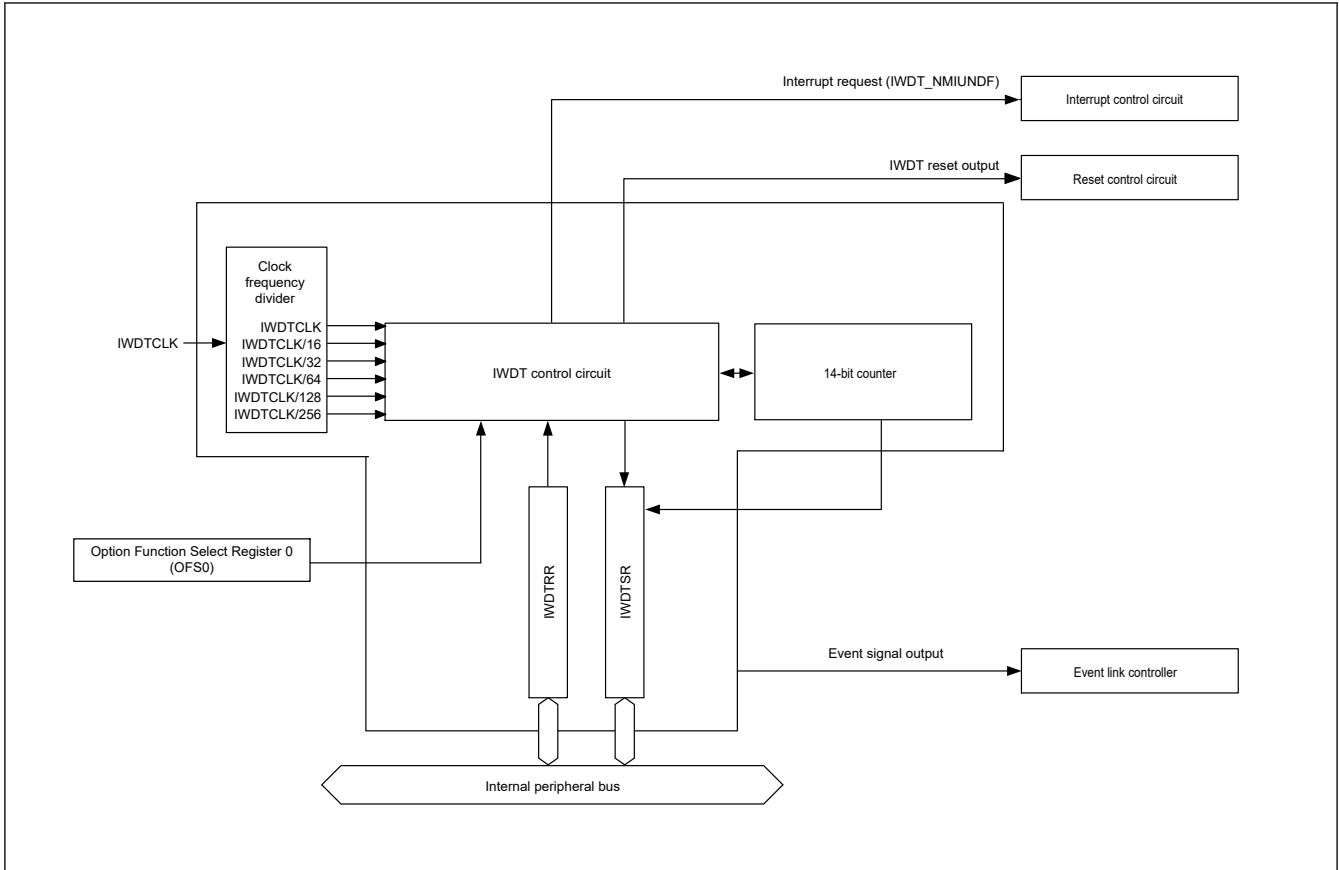 Interrupt request (IWDT_NMIUNDF)
Interrupt control circuit
IWDT reset output
Reset control circuit
Clock
frequency
divider
IWDTCLK
IWDTCLK
IWDTCLK/16
IWDTCLK/32
IWDTCLK/64
IWDTCLK/128
IWDTCLK/256
IWDT control circuit
14-bit counter
Option Function Select Register 0
(OFS0)
IWDTRR
IWDTSR
Event signal output
Event link controller
Internal peripheral bus